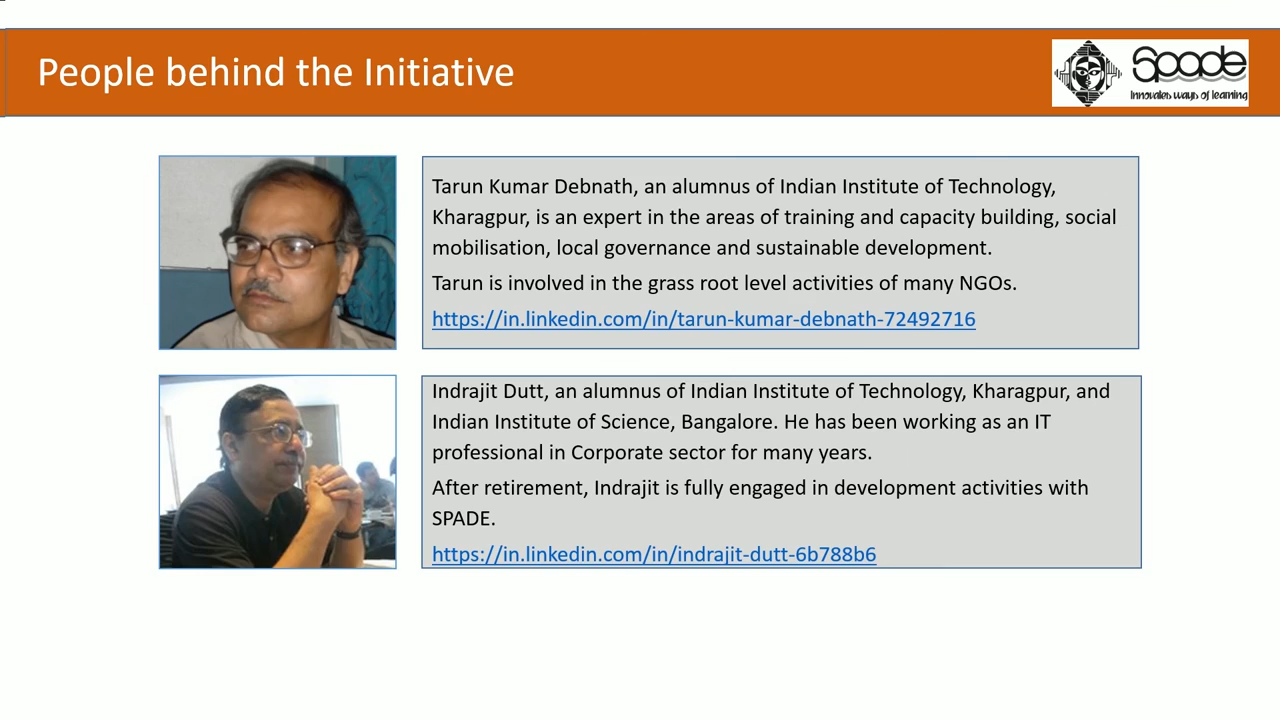 People behind the Initiative
Spade
Innovates ways of learning
Tarun Kumar Debnath, an alumnus of Indian Institute of Technology,
Kharagpur, is an expert in the areas of training and capacity building, social
mobilisation, local governance and sustainable development.
Tarun is involved in the grass root level activities of many NGOs.
https://in.linkedin.com/in/tarun-kumar-debnath-72492716
Indrajit Dutt, an alumnus of Indian Institute of Technology, Kharagpur, and
Indian Institute of Science, Bangalore. He has been working as an IT
professional in Corporate sector for many years.
After retirement, Indrajit is fully engaged in development activities with
SPADE.
https://in.linkedin.com/in/indrajit-dutt-6b788b6